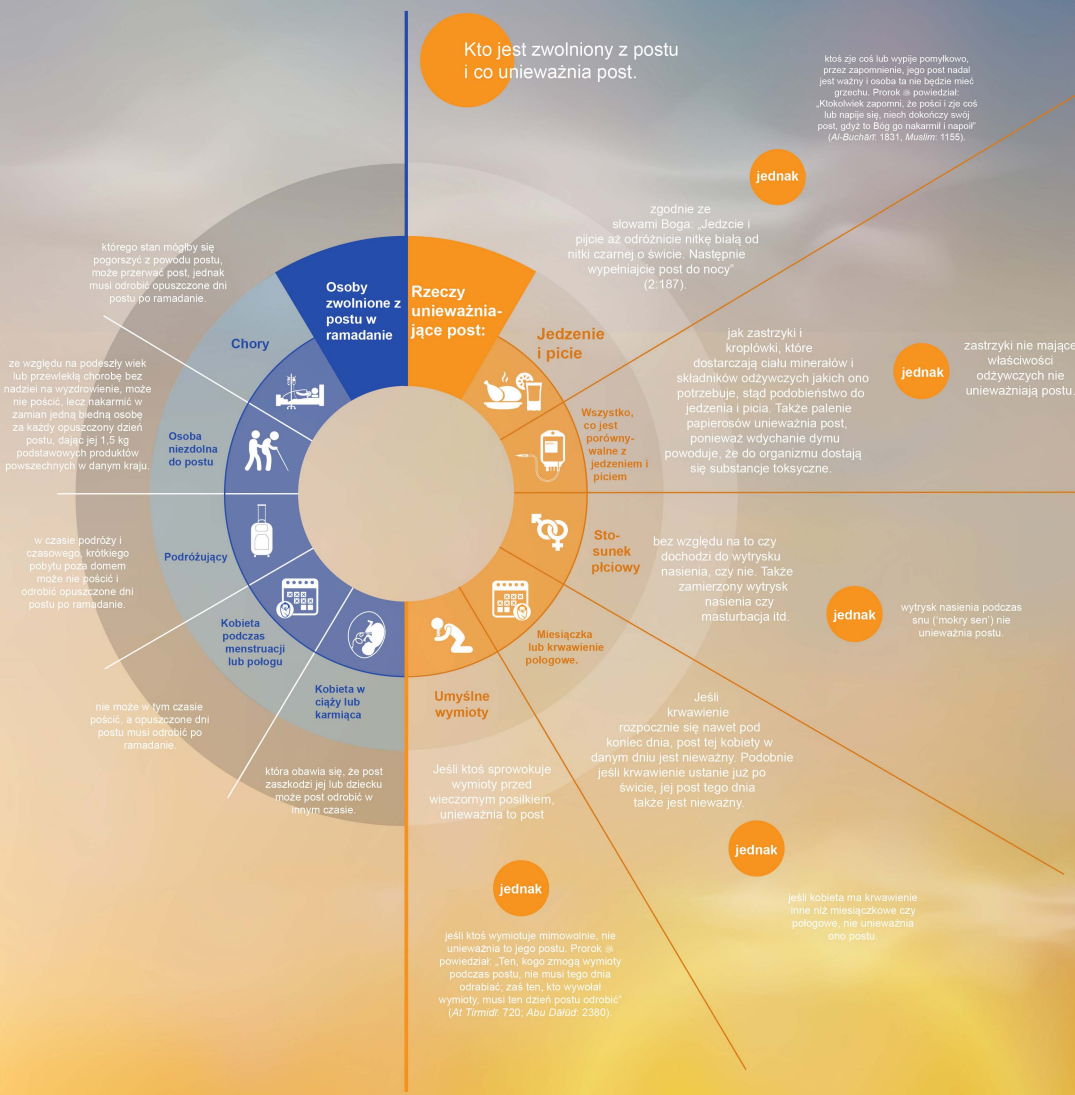 Kto jest zwolniony z postu
i co unieważnia post.
Osoby
zwolnione z
postu w
ramadanie
Chory
którego stan mógłby się
pogorszyć z powodu postu,
może przerwać post, jednak
musi odrobić opuszczone dni
postu po ramadanie.
Osoba
niezdolna
do postu
ze względu na podeszły wiek
lub przewlekłą chorobę bez
nadziei na wyzdrowienie, może
nie pościć, lecz nakarmić w
zamian jedną biedną osobę
za każdy opuszczony dzień
postu, dając jej 1,5 kg
podstawowych produktów
powszechnych w danym kraju.
Podróżujący
w czasie podróży i
czasowego, krótkiego
pobytu poza domem
może nie pościć i
odrobić opuszczone dni
postu po ramadanie.
Kobieta
podczas
menstruacji
lub połogu
nie może w tym czasie
pościć, a opuszczone dni
postu musi odrobić po
ramadanie.
Kobieta w
ciąży lub
karmiąca
która obawia się, że post
zaszkodzi jej lub dziecku
może post odrobić w
innym czasie.
Rzeczy
unieważnia-
jące post:
Jedzenie
i picie
zgodnie ze
słowami Boga: „Jedzcie i
pijcie aż odróżnicie nitkę białą od
nitki czarnej o świcie. Następnie
wypełniajcie post do nocy”
(2:187).
jednak
ktoś zje coś lub wypije pomyłkowo,
przez zapomnienie, jego post nadal
jest ważny i osoba ta nie będzie mieć
grzechu. Prorok ﷺ powiedział:
„Ktokolwiek zapomni, że pości i zje coś
lub napije się, niech dokończy swój
post, gdyż to Bóg go nakarmił i napoił”
(Al-Buchārī: 1831, Muslim: 1155).
Wszystko,
co jest
porówny-
walne z
jedzeniem i
piciem
jak zastrzyki i
kroplówki, które
dostarczają ciału minerałów i
składników odżywczych jakich ono
potrzebuje, stąd podobieństwo do
jedzenia i picia. Także palenie
papierosów unieważnia post,
ponieważ wdychanie dymu
powoduje, że do organizmu dostają
się substancje toksyczne.
jednak
zastrzyki nie mające
właściwości
odżywczych nie
unieważniają postu.
Sto-
sunek
płciowy
bez względu na to czy
dochodzi do wytrysku
nasienia, czy nie. Także
zamierzony wytrysk
nasienia czy
masturbacja itd.
jednak
wytrysk nasienia podczas
snu (‘mokry sen’) nie
unieważnia postu.
Miesiączka
lub krwawienie
połogowe.
Jeśli
krwawienie
rozpocznie się nawet pod
koniec dnia, post tej kobiety w
danym dniu jest nieważny. Podobnie
jeśli krwawienie ustanie już po
świcie, jej post tego dnia
także jest nieważny.
jednak
jeśli kobieta ma krwawienie
inne niż miesiączkowe czy
połogowe, nie unieważnia
ono postu.
Umyślne
wymioty
Jeśli ktoś sprowokuje
wymioty przed
wieczornym posiłkiem,
unieważnia to post
jednak
jeśli ktoś wymiotuje mimowolnie, nie
unieważnia to jego postu. Prorok ﷺ
powiedział: „Ten, kogo zmogą wymioty
podczas postu, nie musi tego dnia
odrabiać; zaś ten, kto wywołał
wymioty, musi ten dzień postu odrobić”
(At Tirmidī: 720; Abu Dāłūd: 2380).